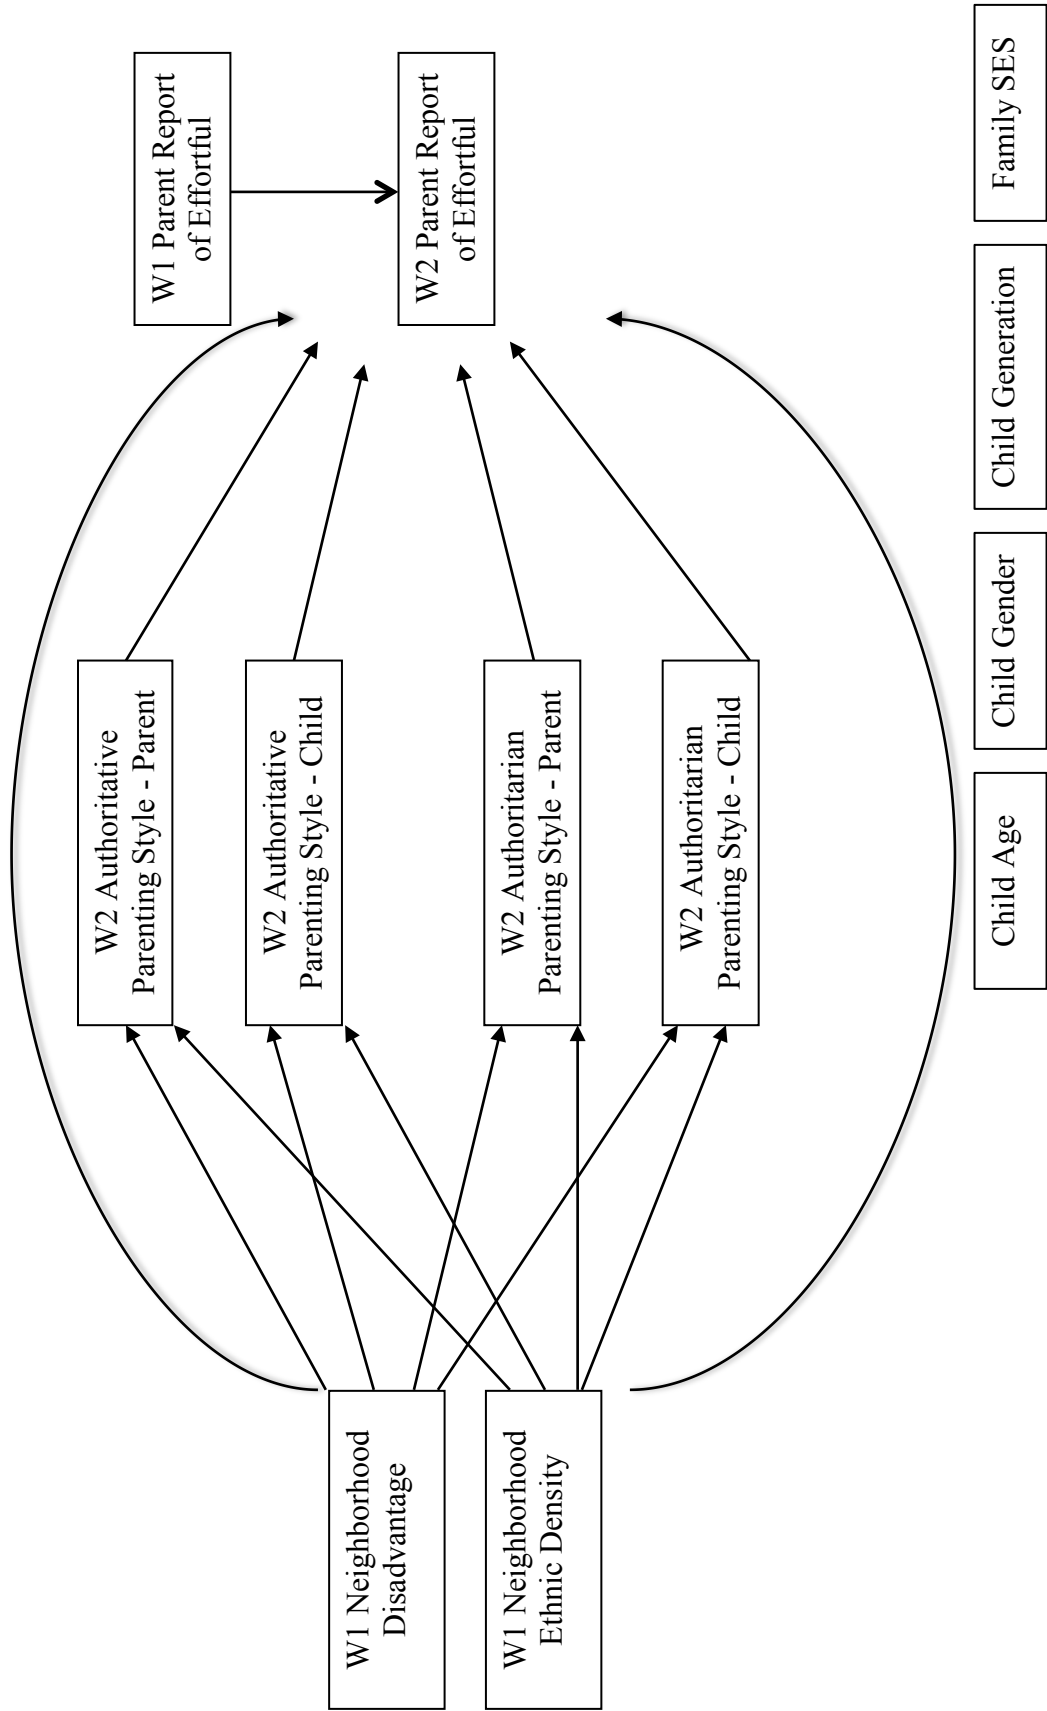 W1 Neighborhood
Disadvantage
W1 Neighborhood
Ethnic Density
W2 Authoritative
Parenting Style - Parent
W2 Authoritative
Parenting Style - Child
W2 Authoritarian
Parenting Style - Parent
W2 Authoritarian
Parenting Style - Child
W1 Parent Report
of Effortful
W2 Parent Report
of Effortful
Child Age
Child Gender
Child Generation
Family SES